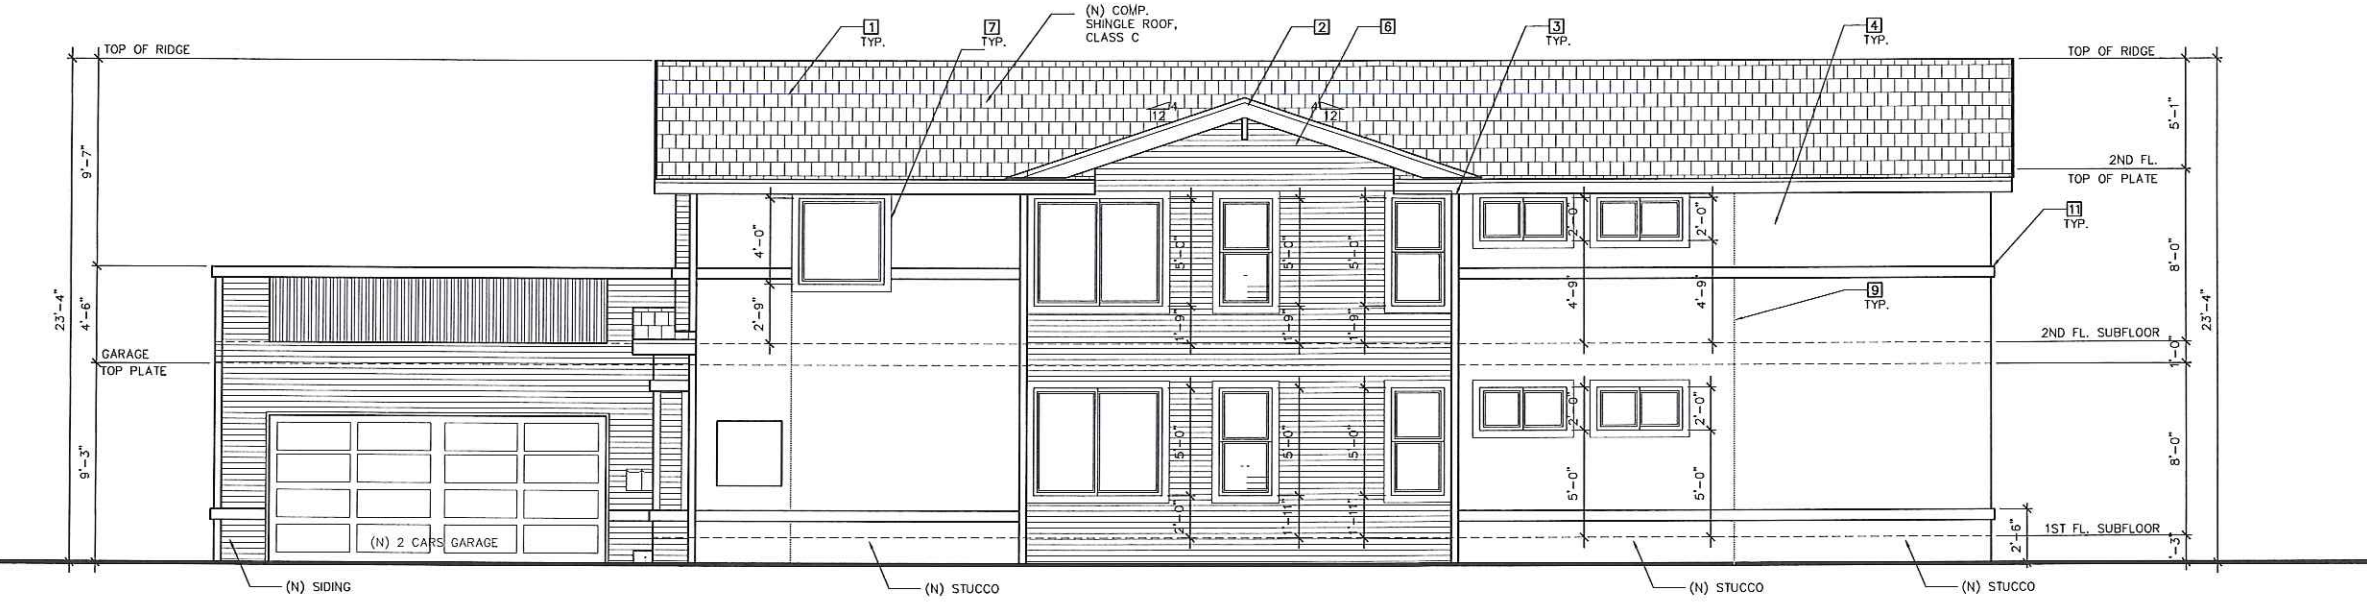 (N) COMP.
SHINGLE ROOF,
CLASS C
1
TYP.
7
TYP.
2
6
3
TYP.
4
TYP.
TOP OF RIDGE
TOP OF RIDGE
4
12
4
12
9'-7"
5'-1"
2ND FL.
TOP OF PLATE
11
TYP.
4'-0"
5'-0"
5'-0"
5'-0"
2'-0"
2'-0"
8'-0"
23'-4"
4'-6"
2'-9"
1'-9"
1'-9"
1'-9"
4'-9"
4'-9"
9
TYP.
23'-4"
2ND FL. SUBFLOOR
1'-0"
GARAGE
TOP PLATE
9'-3"
5'-0"
5'-0"
5'-0"
2'-0"
2'-0"
8'-0"
2'-0"
1'-11"
1'-11"
5'-0"
5'-0"
1ST FL. SUBFLOOR
2'-6"
(N) 2 CARS GARAGE
(N) SIDING
(N) STUCCO
(N) STUCCO
(N) STUCCO